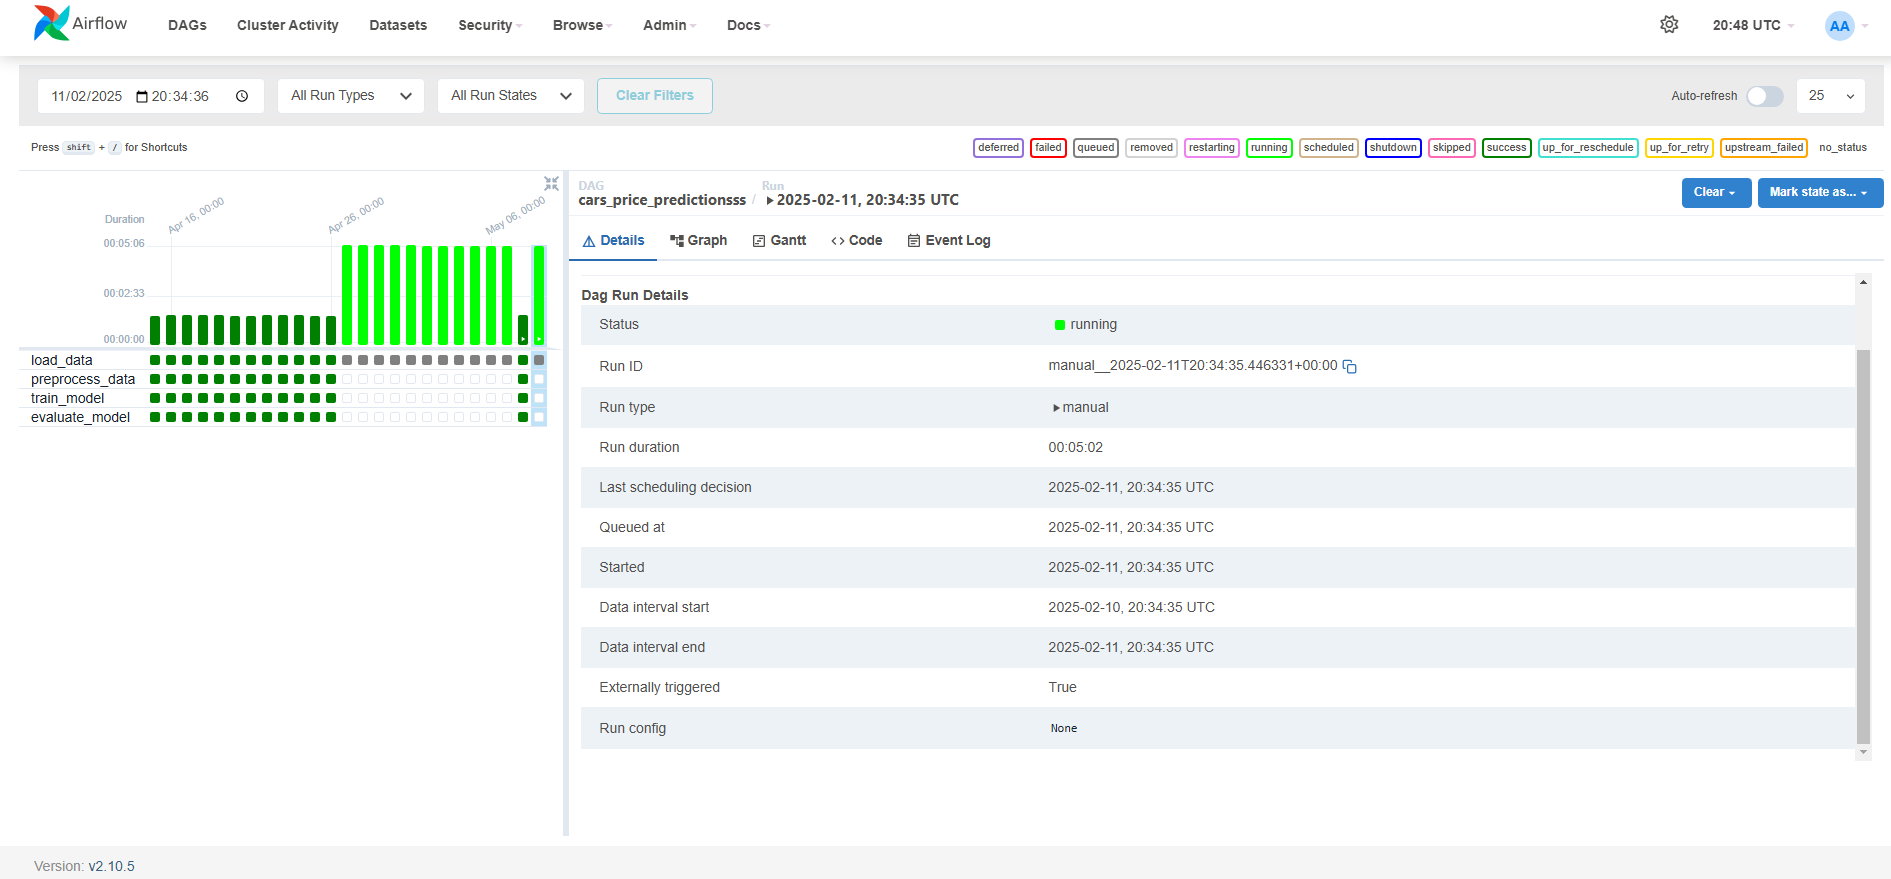 Airflow
DAGs Cluster Activity Datasets Security Browse Admin Docs
20:48 UTC
AA
11/02/2025 20:34:36
All Run Types
All Run States
Clear Filters
Auto-refresh
25
Press shift + / for Shortcuts
deferred failed queued removed restarting running scheduled shutdown skipped success up_for_reschedule up_for_retry upstream_failed no_status
Apr 16, 00:00
Apr 26, 00:00
May 06, 00:00
Duration
00:05:06
00:02:33
00:00:00
load_data
preprocess_data
train_model
evaluate_model
DAG Run
cars_price_predictionsss / 2025-02-11, 20:34:35 UTC
Clear
Mark state as...
Details Graph Gantt Code Event Log
Dag Run Details
Status running
Run ID manual__2025-02-11T20:34:35.446331+00:00
Run type manual
Run duration 00:05:02
Last scheduling decision 2025-02-11, 20:34:35 UTC
Queued at 2025-02-11, 20:34:35 UTC
Started 2025-02-11, 20:34:35 UTC
Data interval start 2025-02-10, 20:34:35 UTC
Data interval end 2025-02-11, 20:34:35 UTC
Externally triggered True
Run config None
Version: v2.10.5